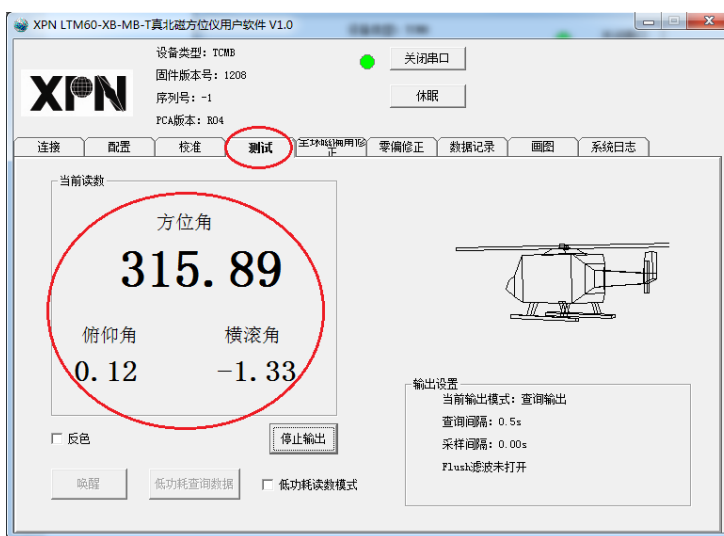 XPN LTM60-XB-MB-T真北磁方位仪用户软件 V1.0
设备类型: TCMB
固件版本号: 1208
序列号: -1
PCA版本: R04
XPN
关闭串口
休眠
连接 配置 校准 测试 零偏修正 数据记录 画图 系统日志
当前读数
方位角
315.89
俯仰角 横滚角
0.12 -1.33
反色
停止输出
唤醒 低功耗查询数据 低功耗读数模式
输出设置
当前输出模式: 查询输出
查询间隔: 0.5s
采样间隔: 0.00s
Flush滤波未打开